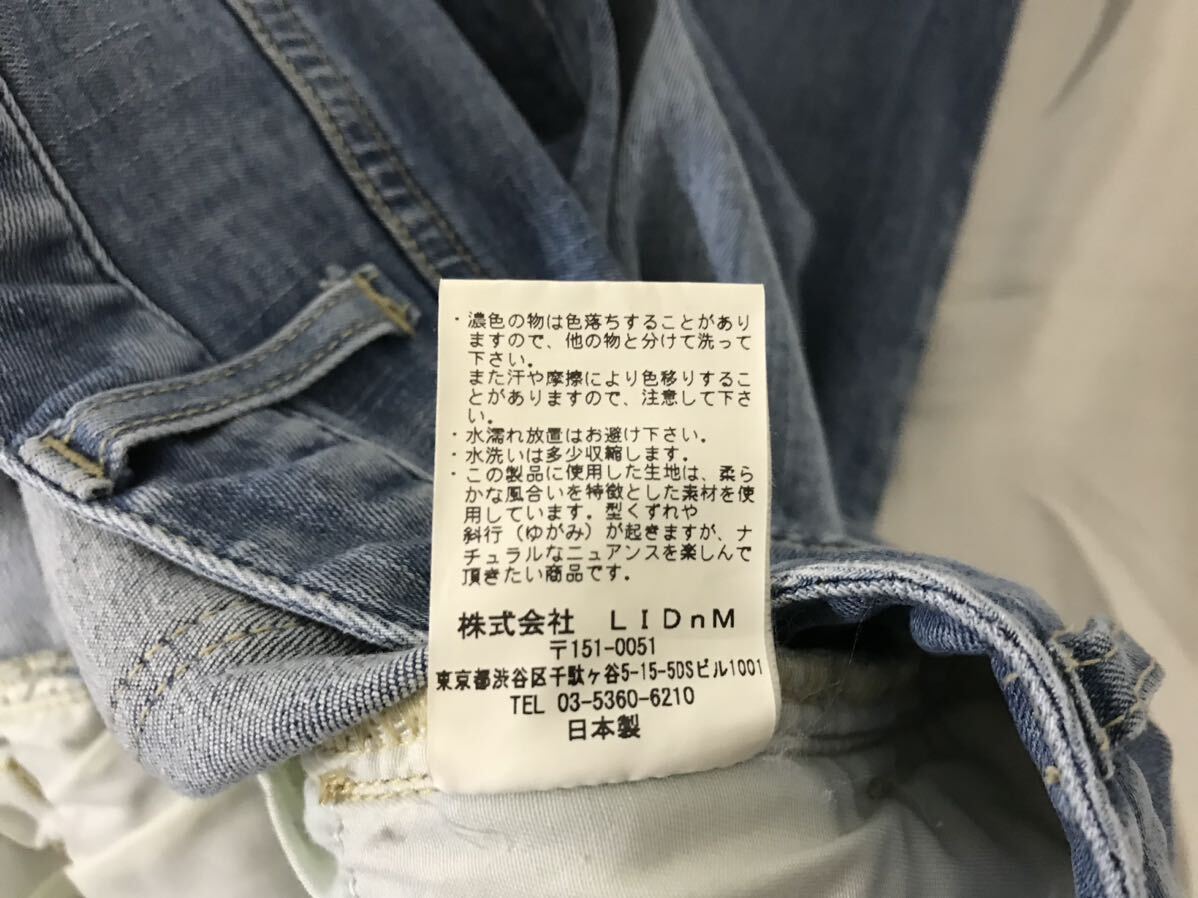 ・濃色の物は色落ちすることがあり
ますので、他の物と分けて洗って
下さい。
また汗や摩擦により色移りするこ
とがありますので、注意して下さ
い。
・水濡れ放置はお避け下さい。
・水洗いは多少収縮します。
・この製品に使用した生地は、柔ら
かな風合いを特徴とした素材を使
用しています。型くずれや
斜行（ゆがみ）が起きますが、ナ
チュラルなニュアンスを楽しんで
頂きたい商品です。
株式会社　ＬＩＤｎＭ
〒151-0051
東京都渋谷区千駄ヶ谷5-15-5DSビル1001
TEL 03-5360-6210
日本製